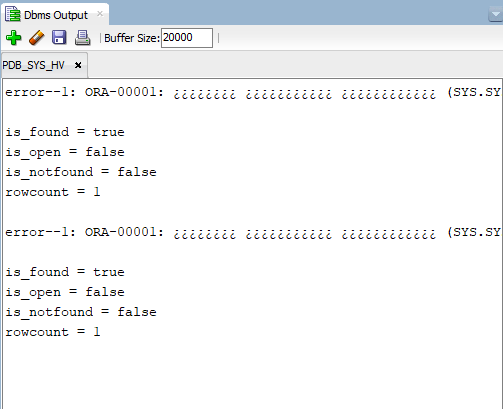 Dbms Output
Buffer Size: 20000
PDB_SYS_HV
error--1: ORA-00001: ¿¿¿¿¿¿¿¿ ¿¿¿¿¿¿¿¿¿¿¿ ¿¿¿¿¿¿¿¿¿¿¿¿ (SYS.SY
is_found = true
is_open = false
is_notfound = false
rowcount = 1
error--1: ORA-00001: ¿¿¿¿¿¿¿¿ ¿¿¿¿¿¿¿¿¿¿¿ ¿¿¿¿¿¿¿¿¿¿¿¿ (SYS.SY
is_found = true
is_open = false
is_notfound = false
rowcount = 1